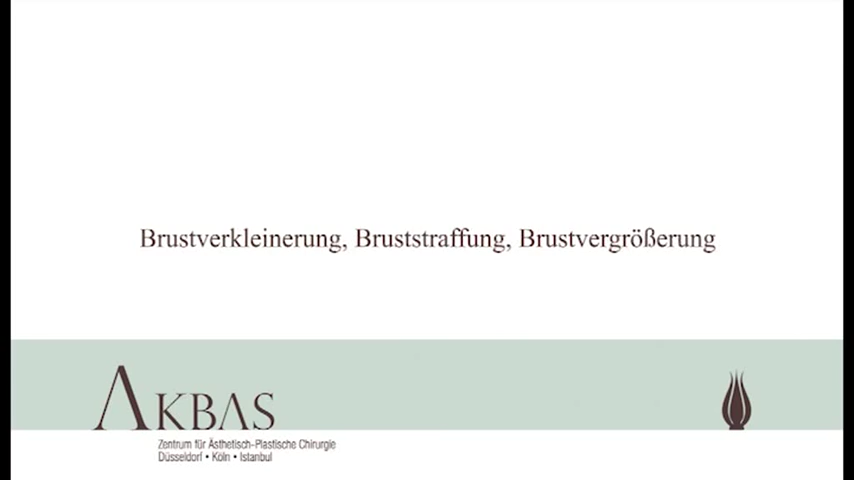 Brustverkleinerung, Bruststraffung, Brustvergrößerung
AKBAS
Zentrum für Ästhetisch-Plastische Chirurgie
Düsseldorf • Köln • Istanbul